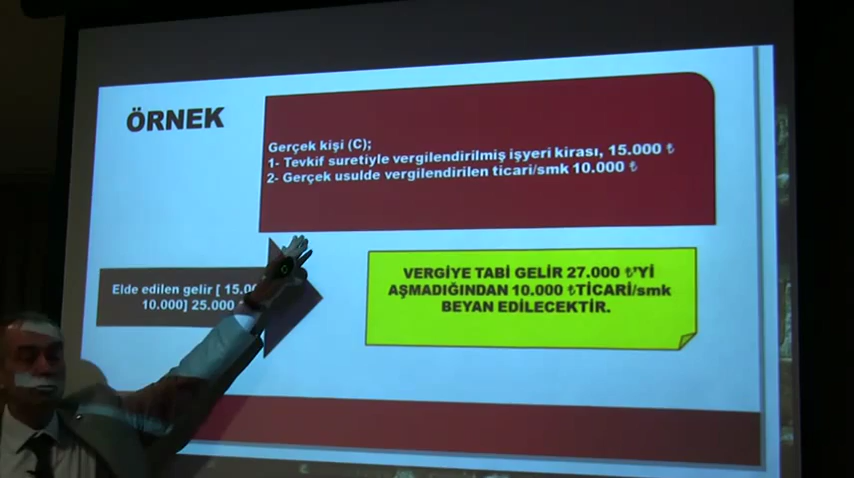 ÖRNEK
Gerçek kişi (C);
1- Tevkif suretiyle vergilendirilmiş işyeri kirası, 15.000 ₺
2- Gerçek usulde vergilendirilen ticari/smk 10.000 ₺
Elde edilen gelir [ 15.00
10.000] 25.000
VERGİYE TABİ GELİR 27.000 ₺'Yİ
AŞMADIĞINDAN 10.000 ₺TİCARİ/smk
BEYAN EDİLECEKTİR.